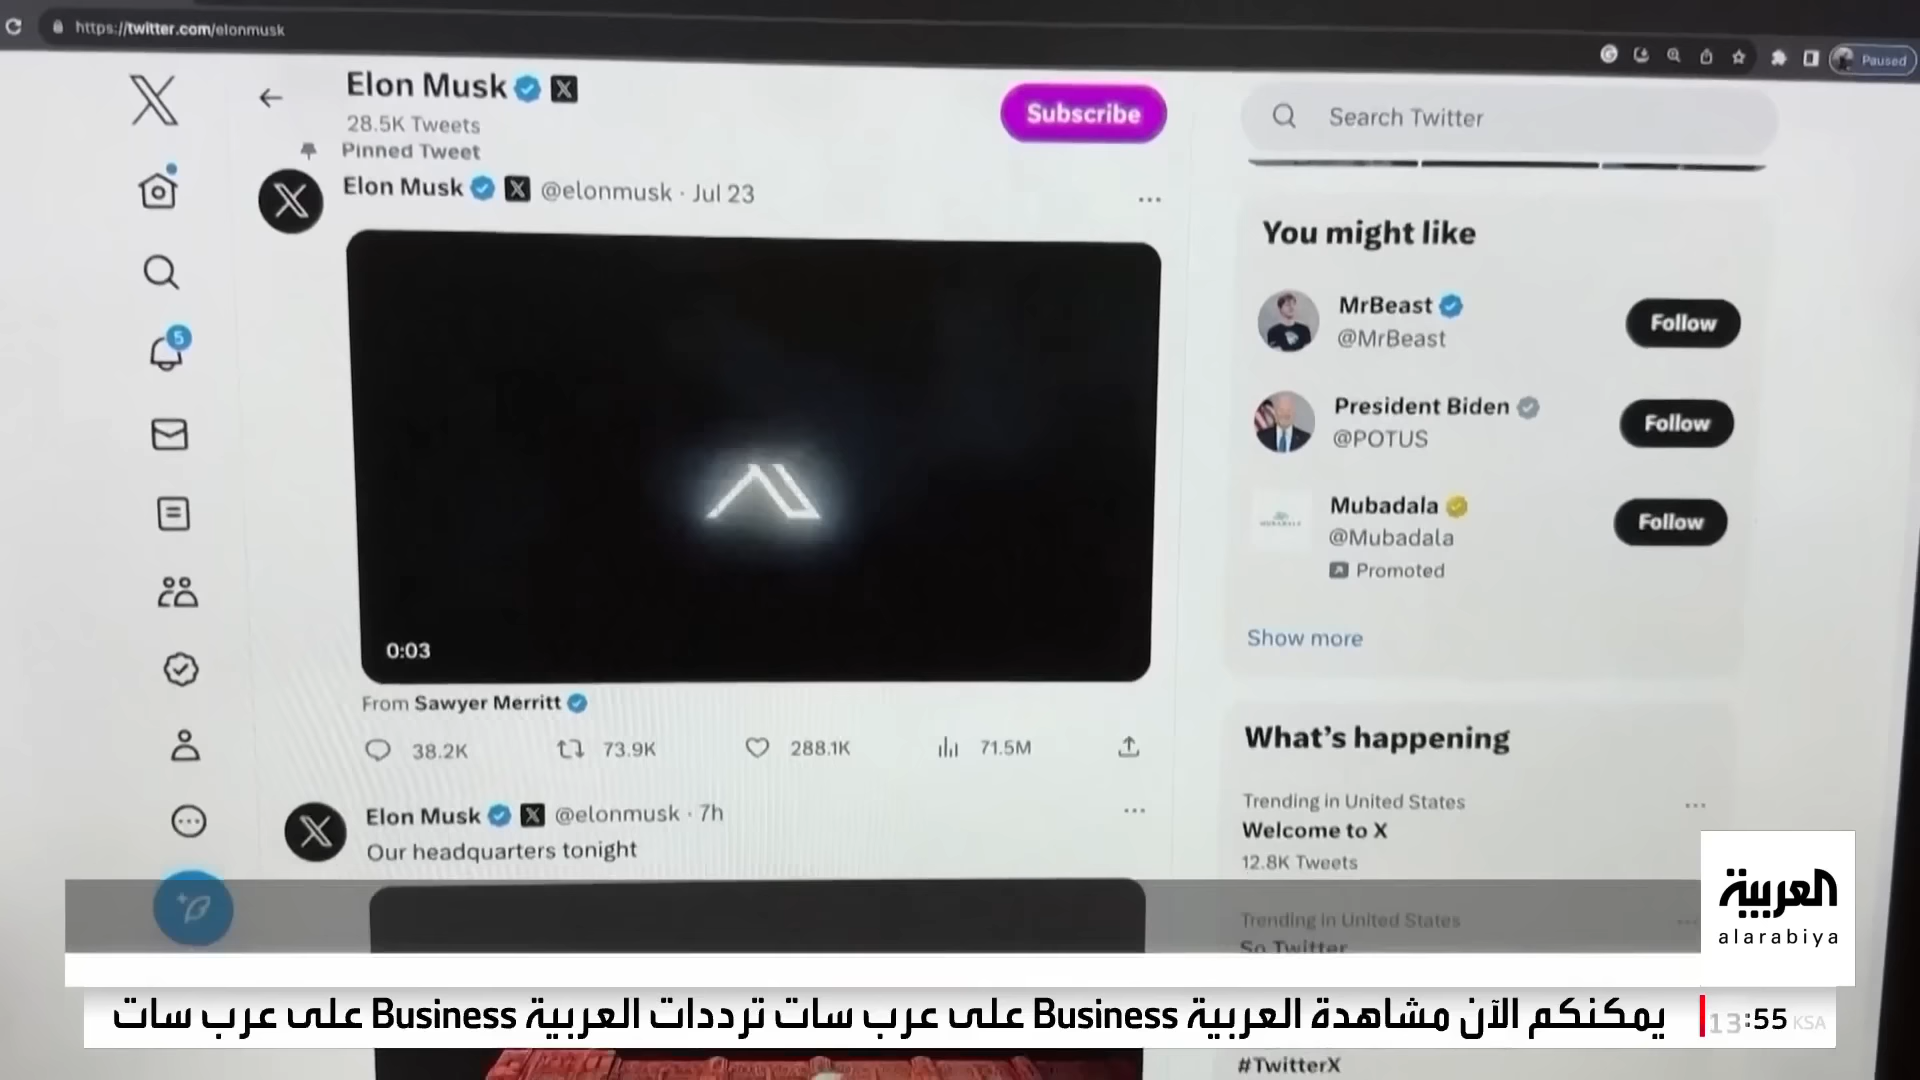 https://twitter.com/elonmusk
Paused
Elon Musk
28.5K Tweets
Subscribe
Search Twitter
Pinned Tweet
Elon Musk @elonmusk · Jul 23
0:03
From Sawyer Merritt
38.2K 73.9K 288.1K 71.5M
Elon Musk @elonmusk · 7h
Our headquarters tonight
5
You might like
MrBeast
@MrBeast
Follow
President Biden
@POTUS
Follow
Mubadala
@Mubadala
Promoted
Follow
Show more
What's happening
Trending in United States
Welcome to X
12.8K Tweets
Trending in United States
So Twitter
#TwitterX
العربية
alarabiya
يمكنكم الآن مشاهدة العربية Business على عرب سات ترددات العربية Business على عرب سات
13:55 KSA